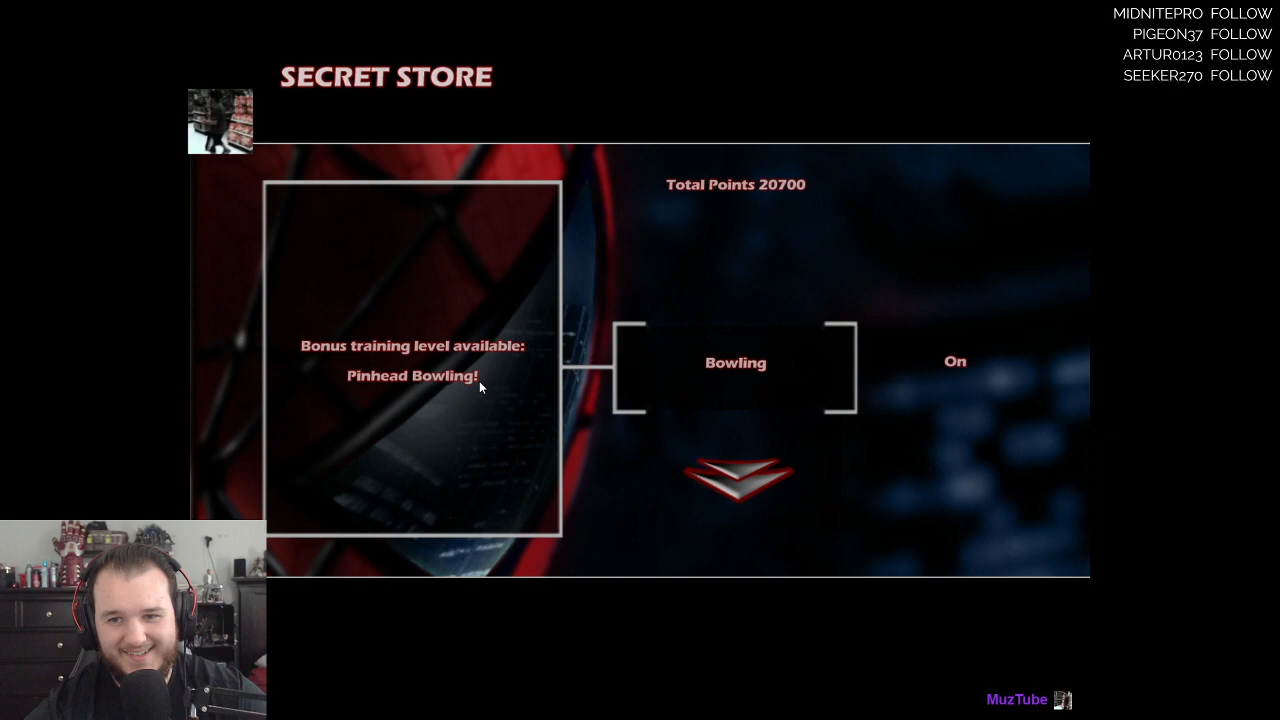 MIDNITEPRO FOLLOW
PIGEON37 FOLLOW
ARTUR0123 FOLLOW
SEEKER270 FOLLOW
SECRET STORE
Total Points 20700
Bonus training level available:
Pinhead Bowling!
Bowling
On
MuzTube